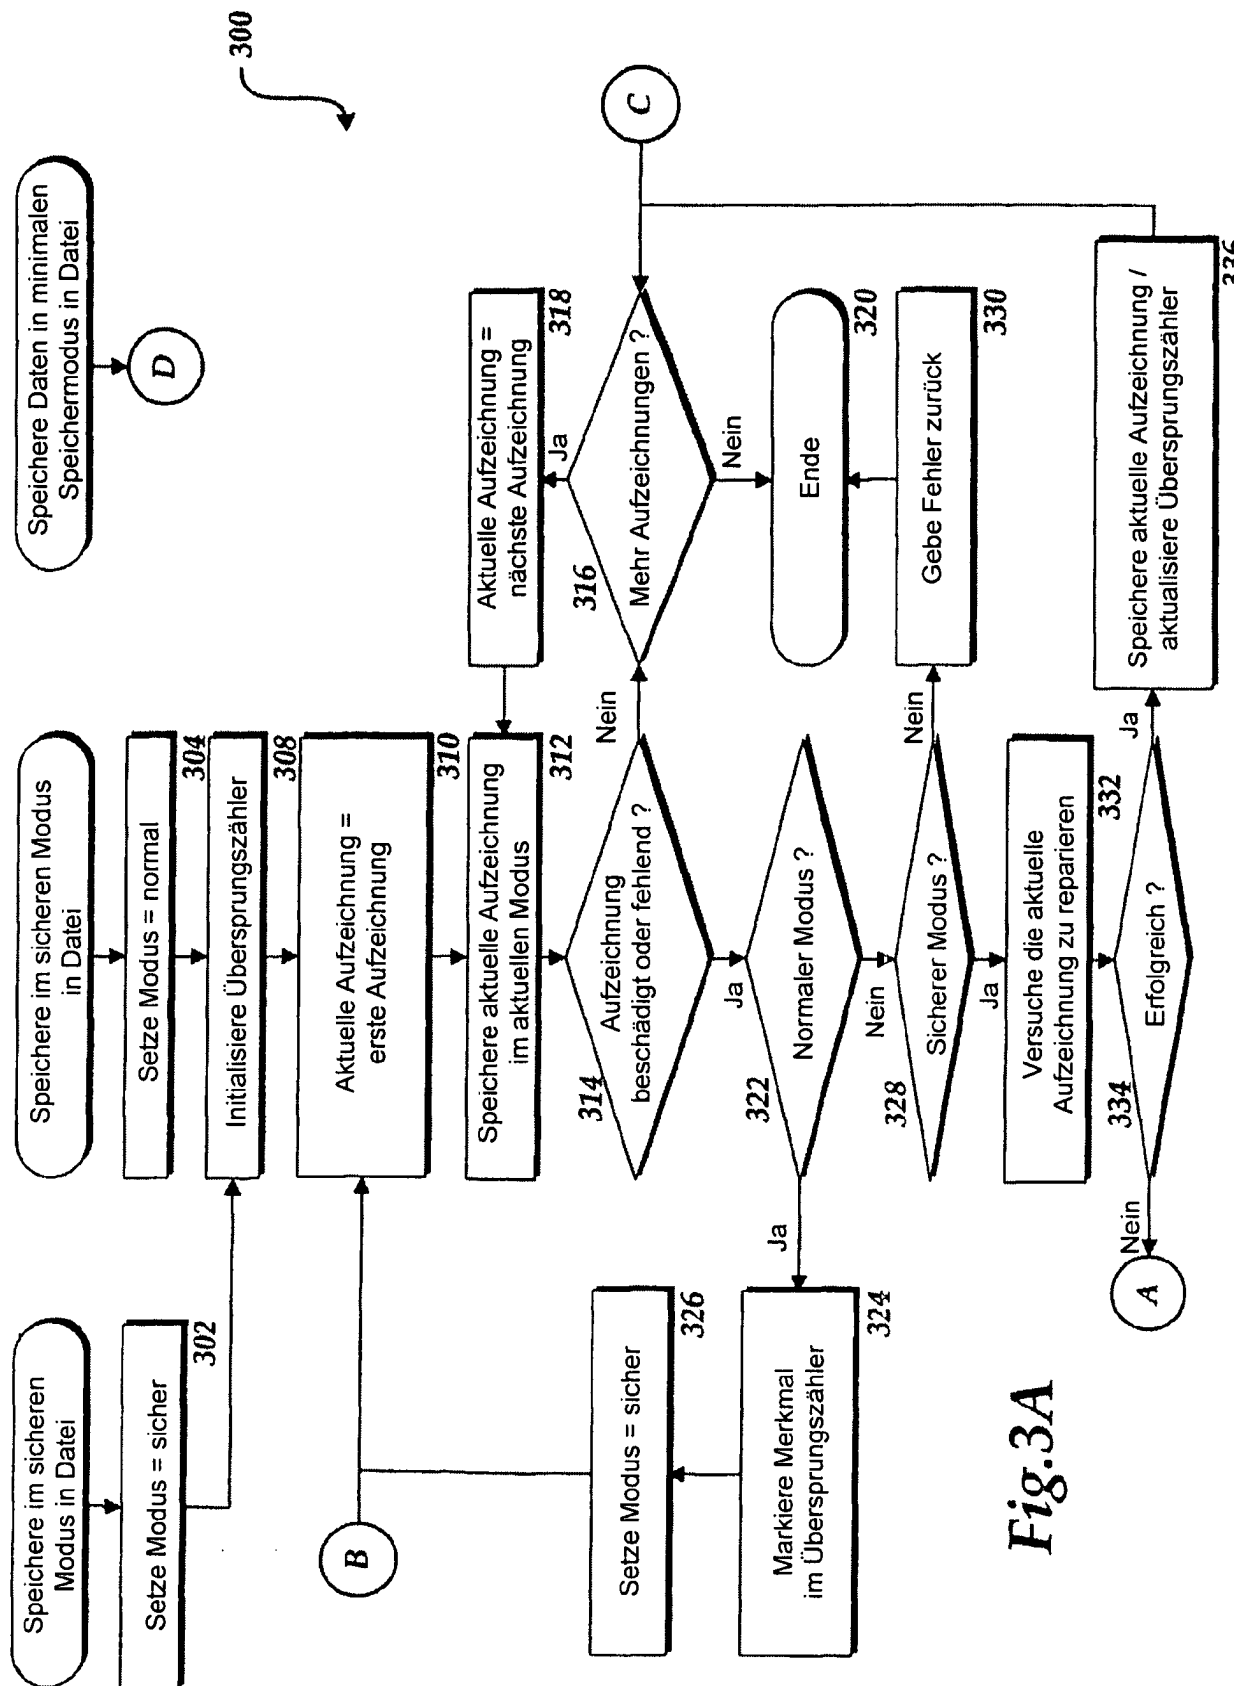 Speichere im sicheren
Modus in Datei
Setze Modus = sicher
302
Speichere im sicheren Modus
in Datei
Setze Modus = normal
304
Initialisiere Übersprungszähler
308
Speichere Daten in minimalen
Speichermodus in Datei
D
300
B
Aktuelle Aufzeichnung =
erste Aufzeichnung
310
Speichere aktuelle Aufzeichnung
im aktuellen Modus
312
Aktuelle Aufzeichnung =
nächste Aufzeichnung
318
Ja
314
Aufzeichnung
beschädigt oder fehlend ?
Nein
316
Mehr Aufzeichnungen ?
C
Ja
Nein
Setze Modus = sicher
326
Markiere Merkmal
im Übersprungszähler
324
Ja
322
Normaler Modus ?
Nein
Ende
320
328
Sicherer Modus ?
Nein
Gebe Fehler zurück
330
Ja
Versuche die aktuelle
Aufzeichnung zu reparieren
332
A
Nein
334
Erfolgreich ?
Ja
Speichere aktuelle Aufzeichnung /
aktualisiere Übersprungszähler
336
Fig.3A